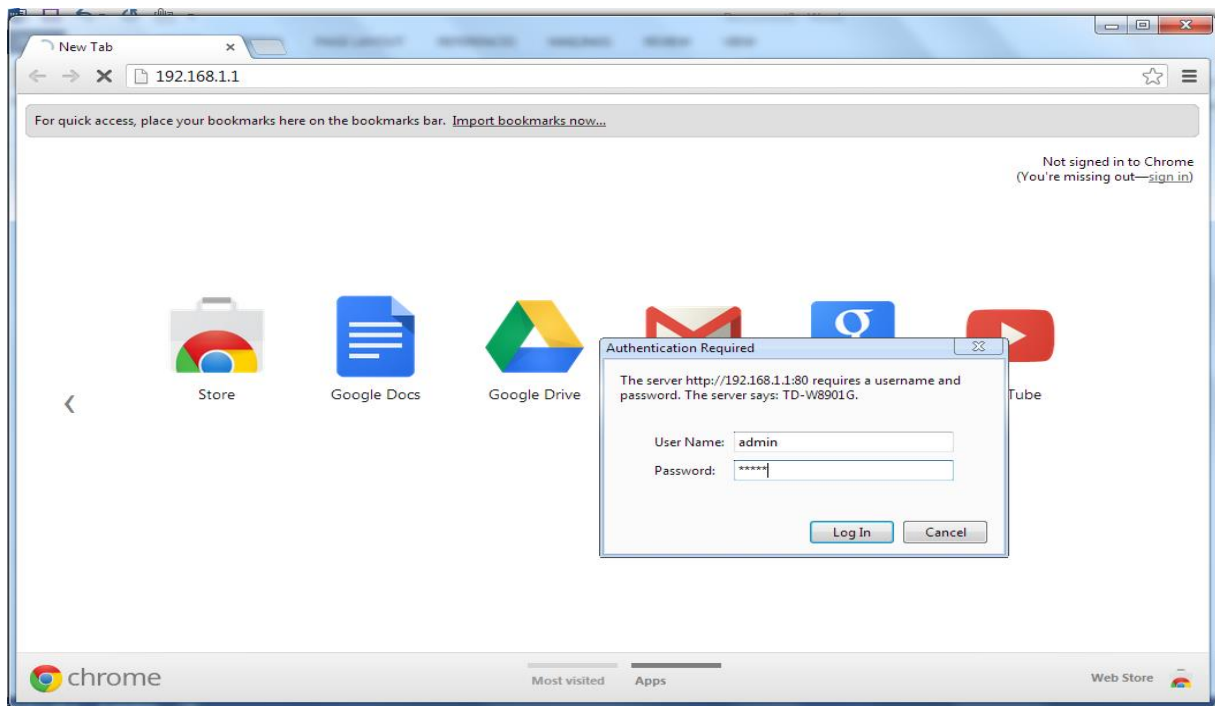 New Tab
192.168.1.1
For quick access, place your bookmarks here on the bookmarks bar. Import bookmarks now...
Not signed in to Chrome
(You're missing out—sign in)
Store
Google Docs
Google Drive
Tube
Authentication Required
The server http://192.168.1.1:80 requires a username and
password. The server says: TD-W8901G.
User Name: admin
Password: *****
Log In Cancel
chrome
Most visited
Apps
Web Store